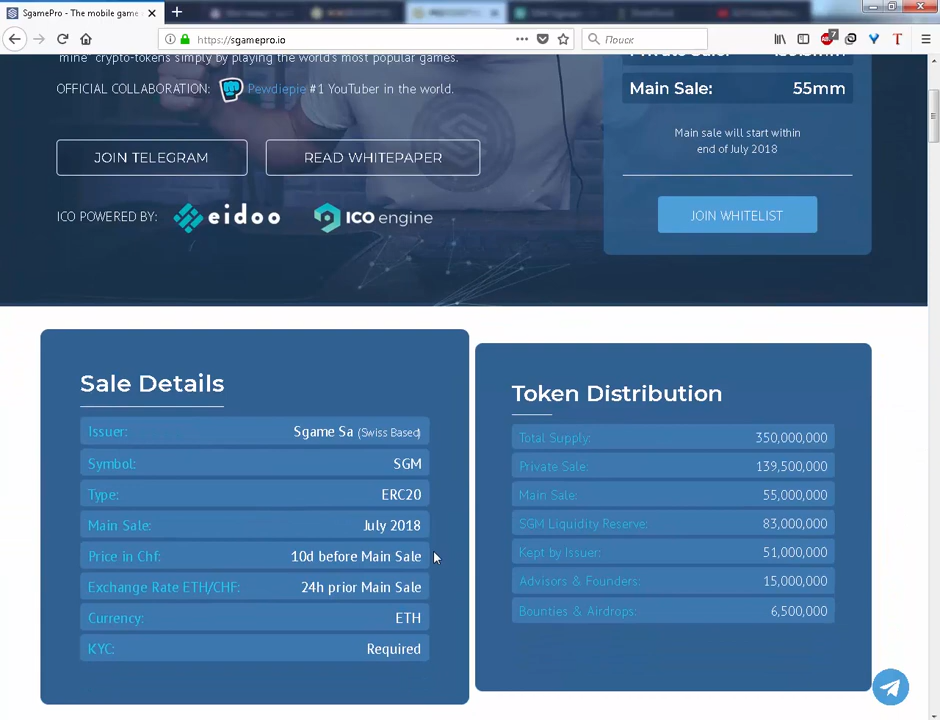 SgamePro - The mobile game
https://sgamepro.io
Поиск
7
"mine" crypto-tokens simply by playing the world's most popular games.
OFFICIAL COLLABORATION: Pewdiepie #1 YouTuber in the world.
JOIN TELEGRAM
READ WHITEPAPER
ICO POWERED BY: eidoo ICO engine
Main Sale: 55mm
Main sale will start within
end of July 2018
JOIN WHITELIST
Sale Details
Issuer: Sgame Sa (Swiss Based)
Symbol: SGM
Type: ERC20
Main Sale: July 2018
Price in Chf: 10d before Main Sale
Exchange Rate ETH/CHF: 24h prior Main Sale
Currency: ETH
KYC: Required
Token Distribution
Total Supply: 350,000,000
Private Sale: 139,500,000
Main Sale: 55,000,000
SGM Liquidity Reserve: 83,000,000
Kept by Issuer: 51,000,000
Advisors & Founders: 15,000,000
Bounties & Airdrops: 6,500,000